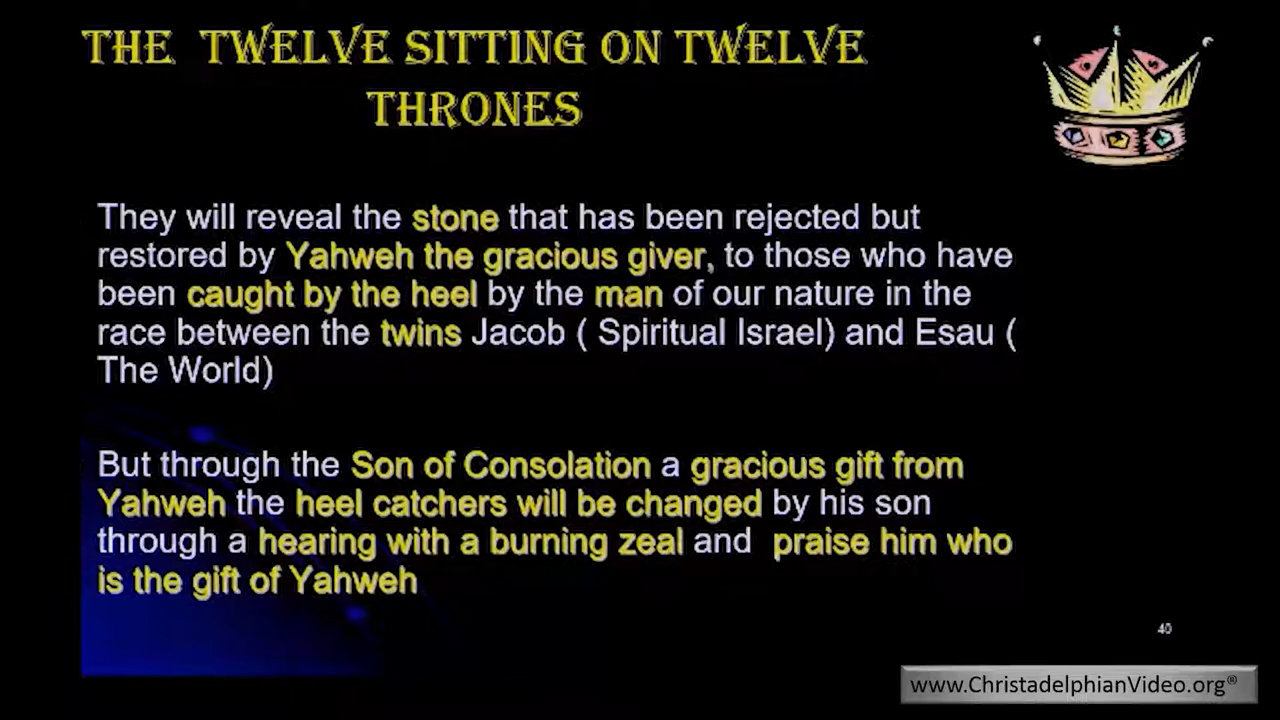 THE TWELVE SITTING ON TWELVE
THRONES
They will reveal the stone that has been rejected but
restored by Yahweh the gracious giver, to those who have
been caught by the heel by the man of our nature in the
race between the twins Jacob ( Spiritual Israel) and Esau (
The World)
But through the Son of Consolation a gracious gift from
Yahweh the heel catchers will be changed by his son
through a hearing with a burning zeal and praise him who
is the gift of Yahweh
40
www.ChristadelphianVideo.org®